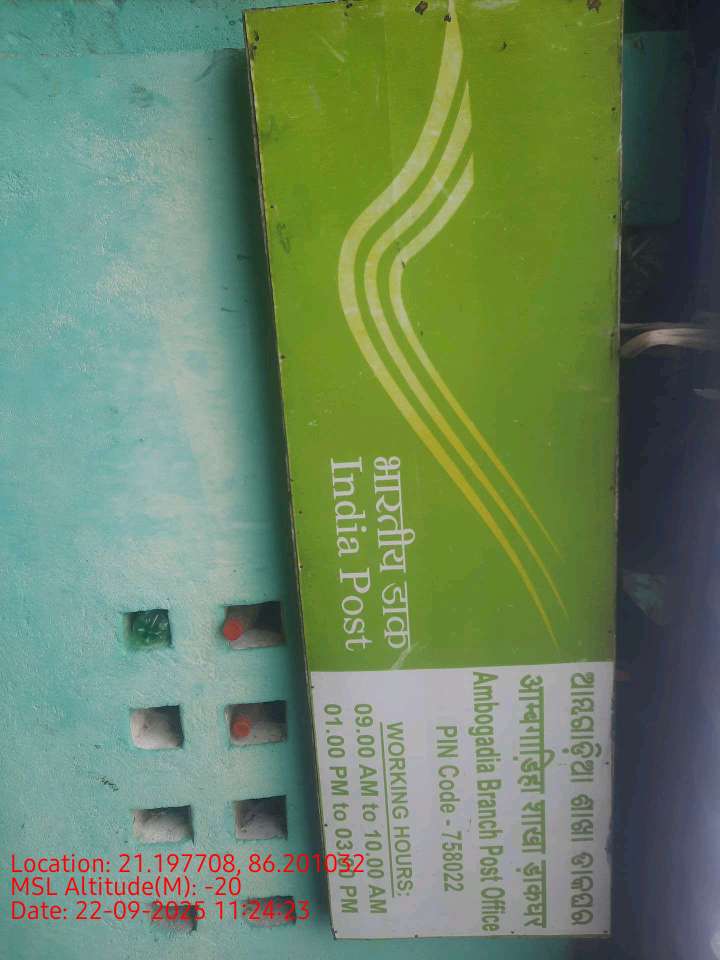 भारतीय डाक
India Post
ଆମ୍ବଗାଡ଼ିଆ ଶାଖା ଡାକଘର
आम्बगाड़िहा शाखा ड़ाकघर
Ambogadia Branch Post Office
PIN Code - 758022
WORKING HOURS:
09.00 AM to 10.00 AM
01.00 PM to PM
Location: 21.197708, 86.201032
MSL Altitude(M): -20
Date: 22-09-2025 11:24:23